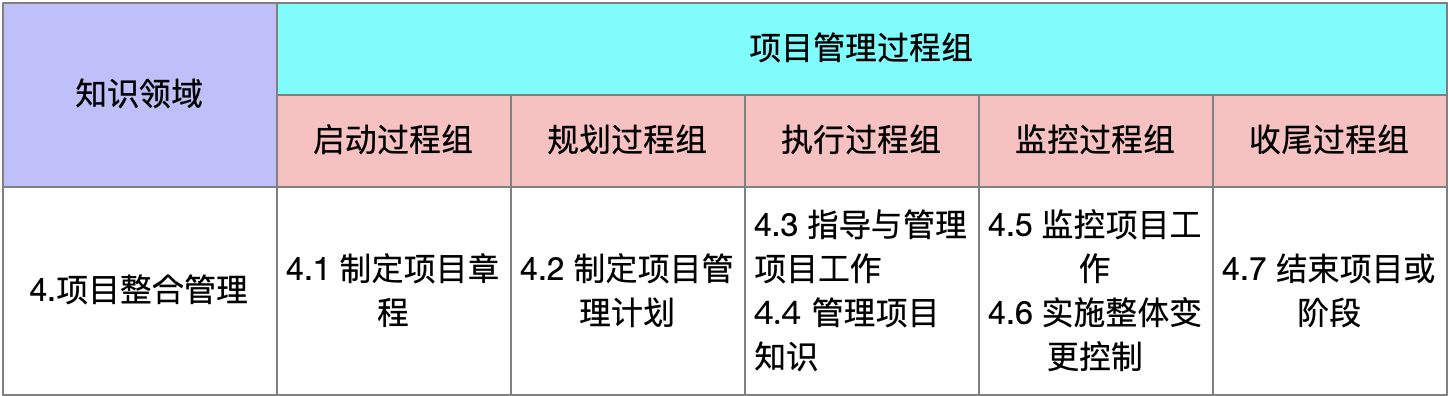 知识领域
项目管理过程组
启动过程组
规划过程组
执行过程组
监控过程组
收尾过程组
4.项目整合管理
4.1 制定项目章
程
4.2 制定项目管
理计划
4.3 指导与管理
项目工作
4.4 管理项目
知识
4.5 监控项目工
作
4.6 实施整体变
更控制
4.7 结束项目或
阶段